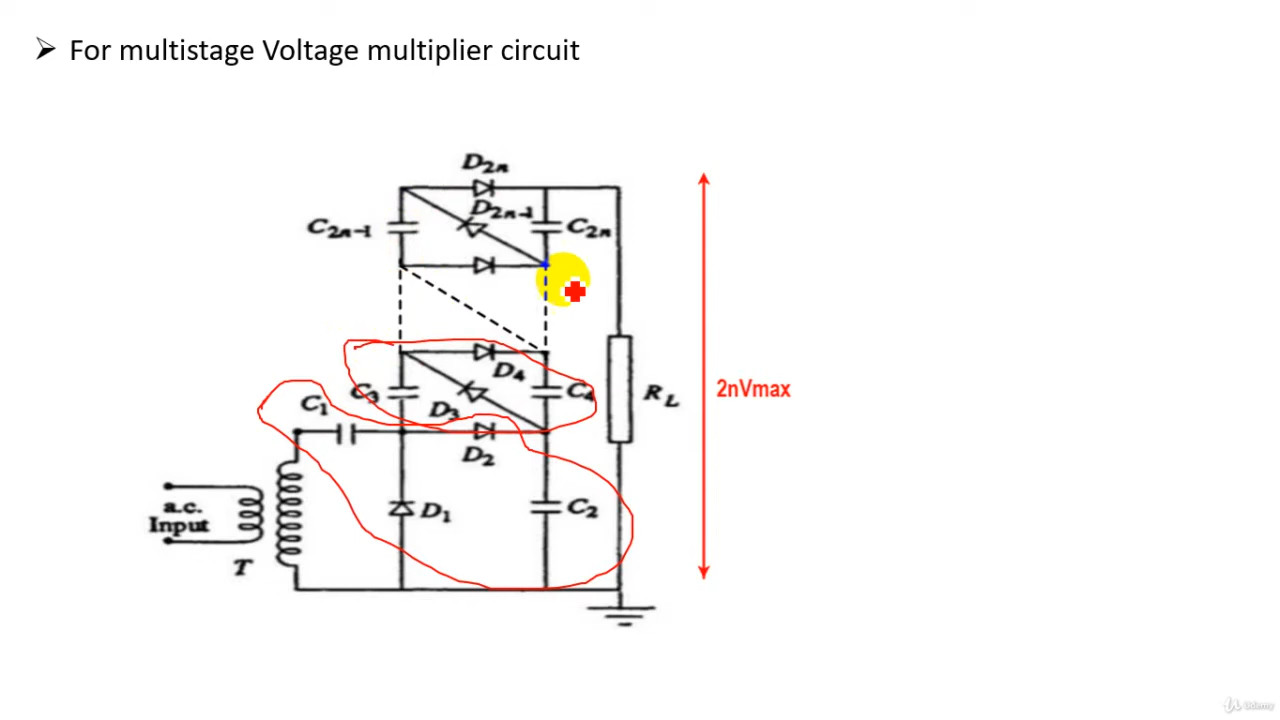 ➢ For multistage Voltage multiplier circuit
D2n
D2n-1
C2n-1
C2n
D4
C3
C4
D3
RL
2nVmax
C1
D2
a.c.
Input
D1
C2
T
Udemy